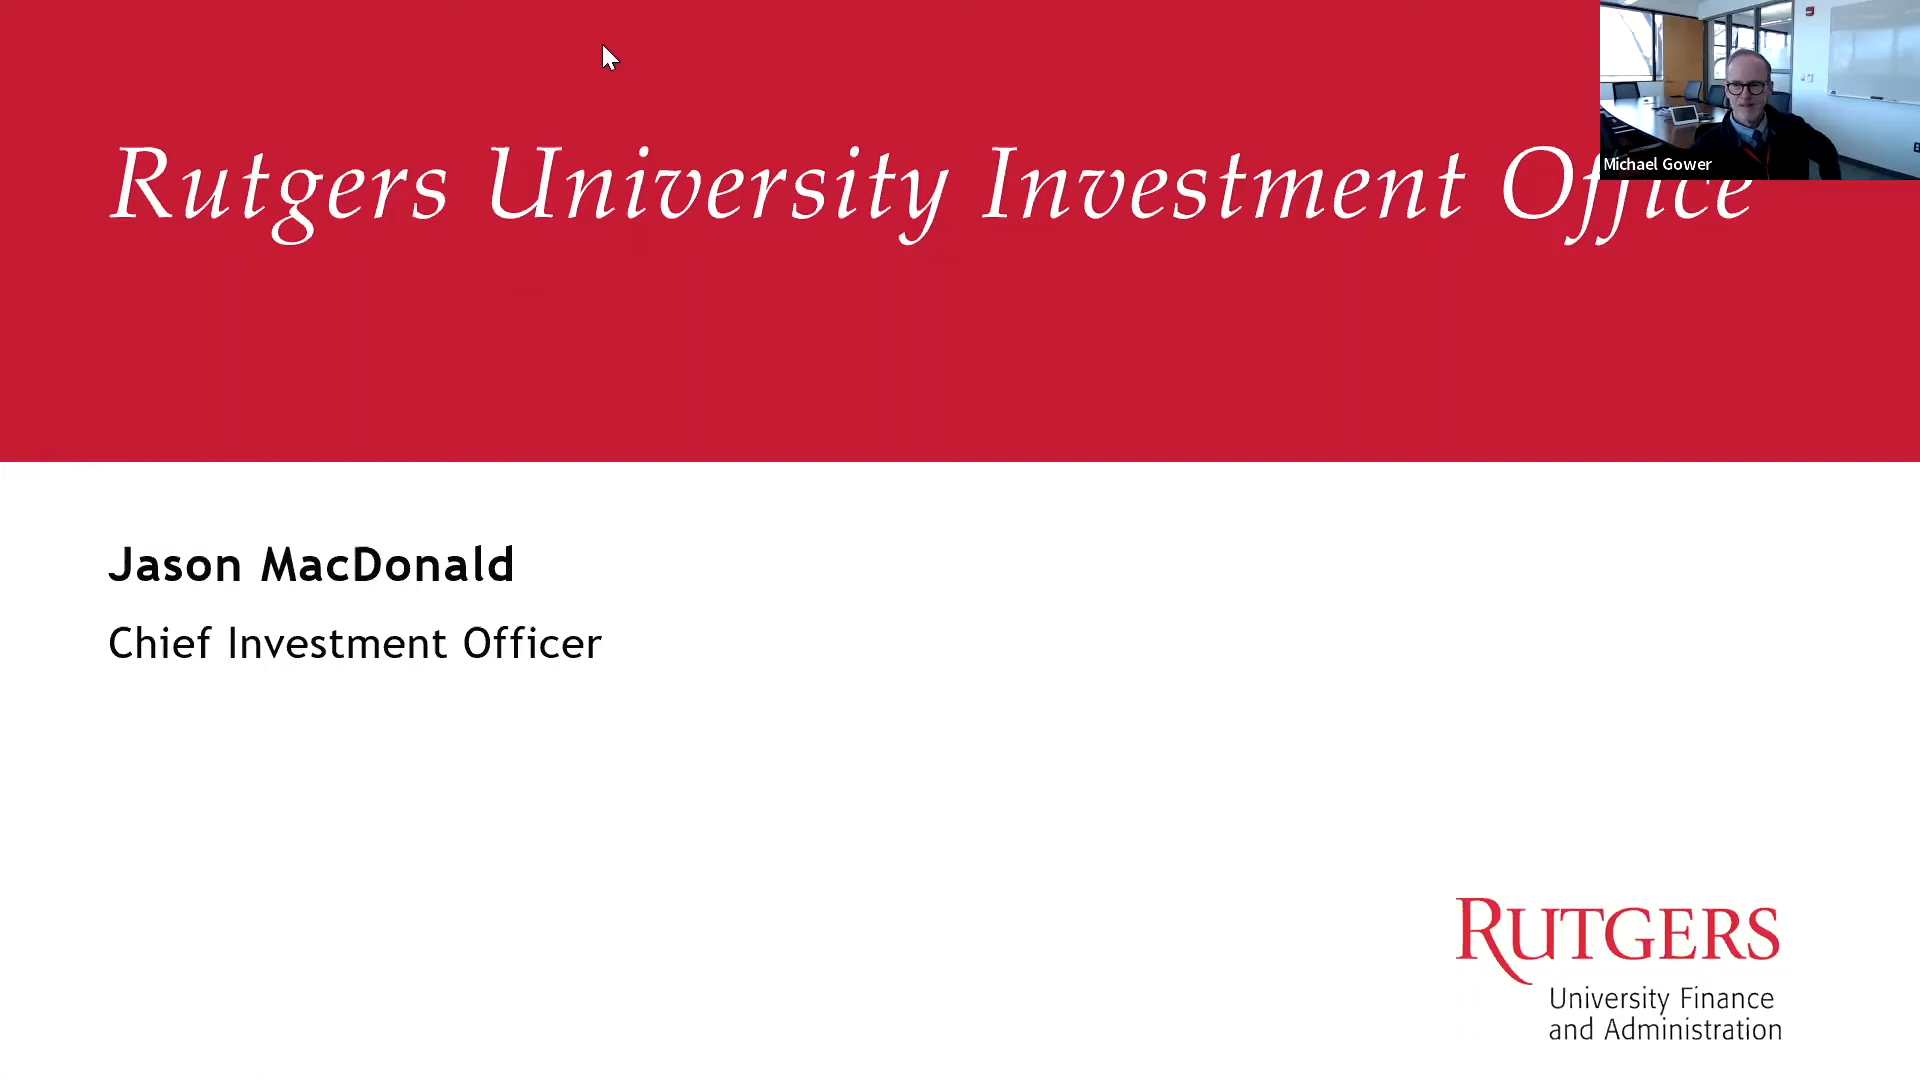 Rutgers University Investment Office
Michael Gower
Jason MacDonald
Chief Investment Officer
RUTGERS
University Finance
and Administration